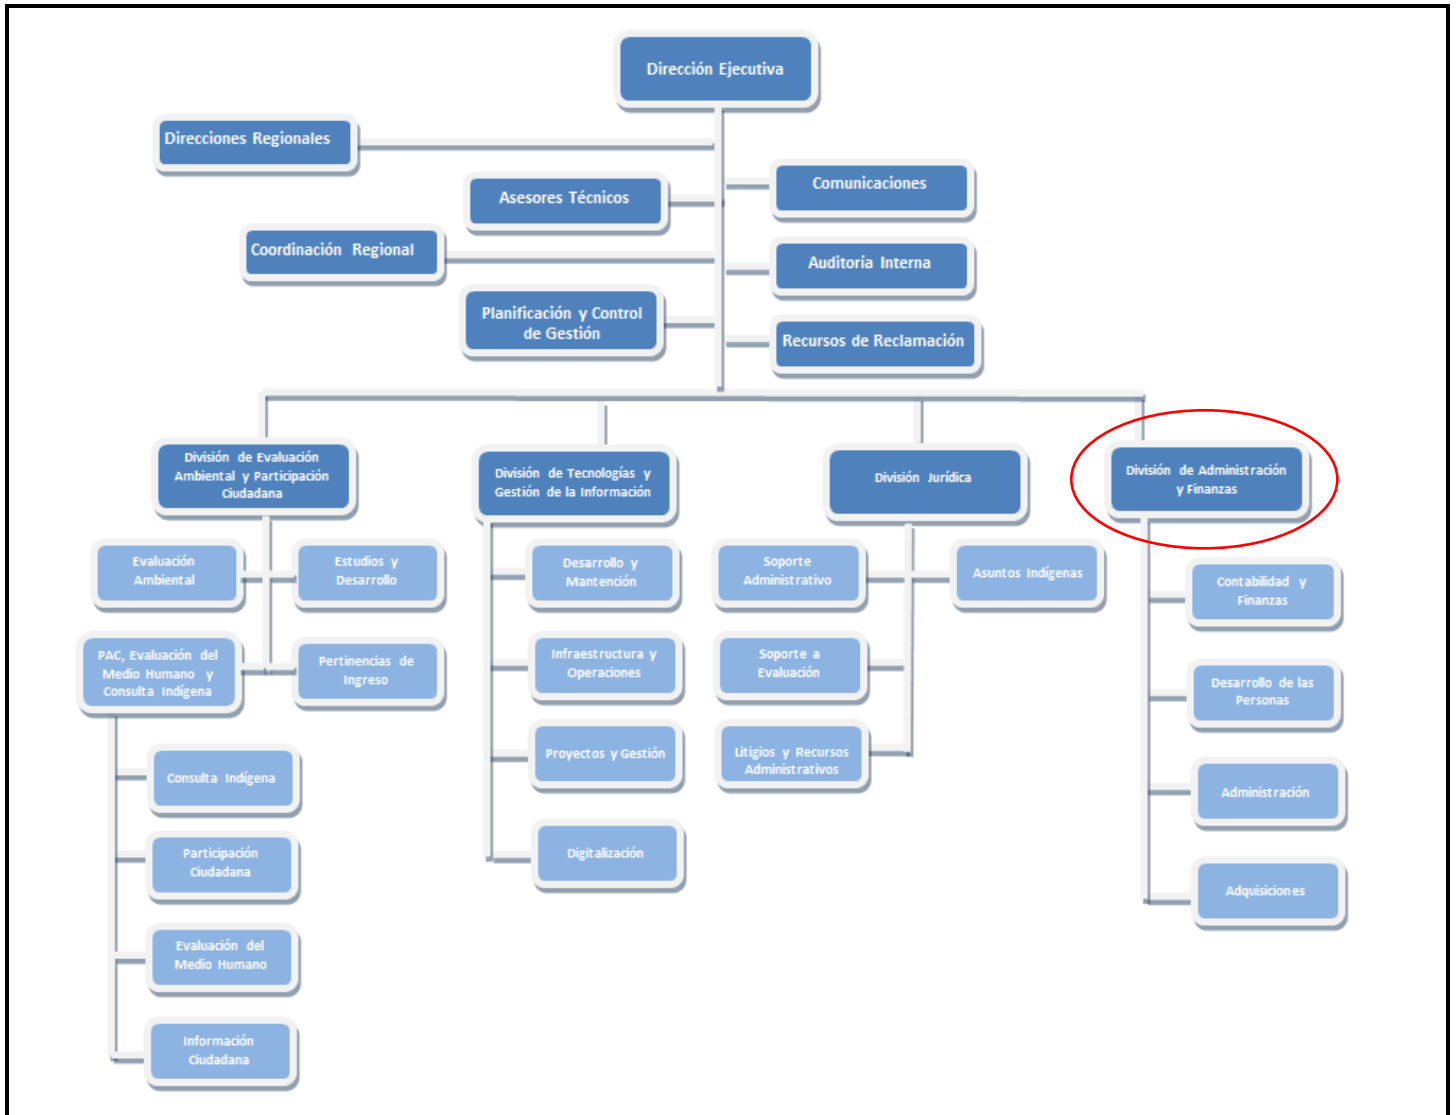 Dirección Ejecutiva
Direcciones Regionales
Comunicaciones
Asesores Técnicos
Coordinación Regional
Auditoría Interna
Planificación y Control
de Gestión
Recursos de Reclamación
División de Evaluación
Ambiental y Participación
Ciudadana
División de Tecnologías y
Gestión de la Información
División Jurídica
División de Administración
y Finanzas
Evaluación
Ambiental
Estudios y
Desarrollo
PAC, Evaluación del
Medio Humano y
Consulta Indígena
Pertinencias de
Ingreso
Consulta Indígena
Participación
Ciudadana
Evaluación del
Medio Humano
Información
Ciudadana
Desarrollo y
Mantención
Infraestructura y
Operaciones
Proyectos y Gestión
Digitalización
Soporte
Administrativo
Asuntos Indígenas
Soporte a
Evaluación
Litigios y Recursos
Administrativos
Contabilidad y
Finanzas
Desarrollo de las
Personas
Administración
Adquisiciones